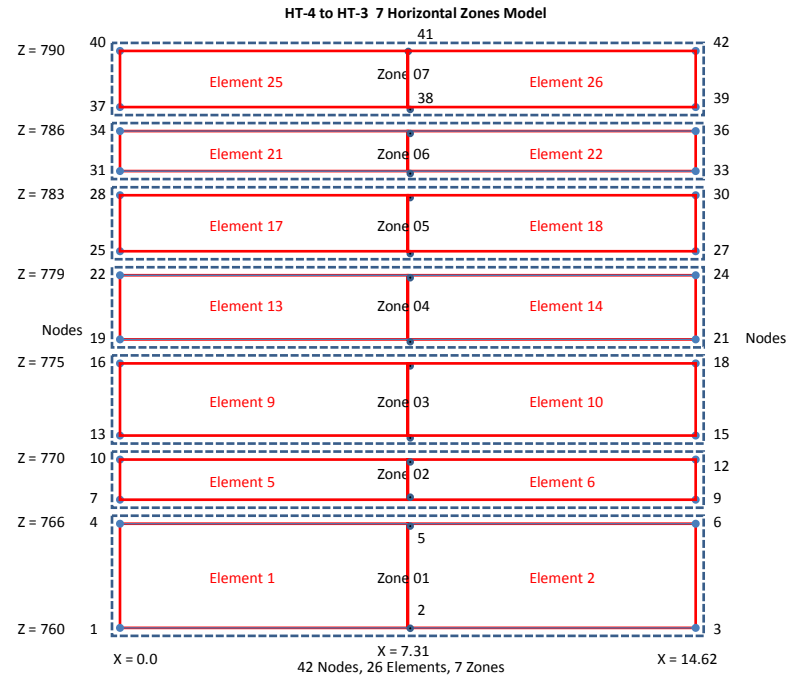 HT-4 to HT-3  7 Horizontal Zones Model
40 41 42
Z = 790
Element 25 Zone 07 Element 26
37 38 39
Z = 786 34 36
Element 21 Zone 06 Element 22
31 33
Z = 783 28 30
Element 17 Zone 05 Element 18
25 27
Z = 779 22 24
Element 13 Zone 04 Element 14
Nodes 19 21 Nodes
Z = 775 16 18
Element 9 Zone 03 Element 10
13 15
Z = 770 10 12
Element 5 Zone 02 Element 6
7 9
Z = 766 4 6
5
Element 1 Zone 01 Element 2
2
Z = 760 1 3
X = 0.0 X = 7.31 X = 14.62
42 Nodes, 26 Elements, 7 Zones